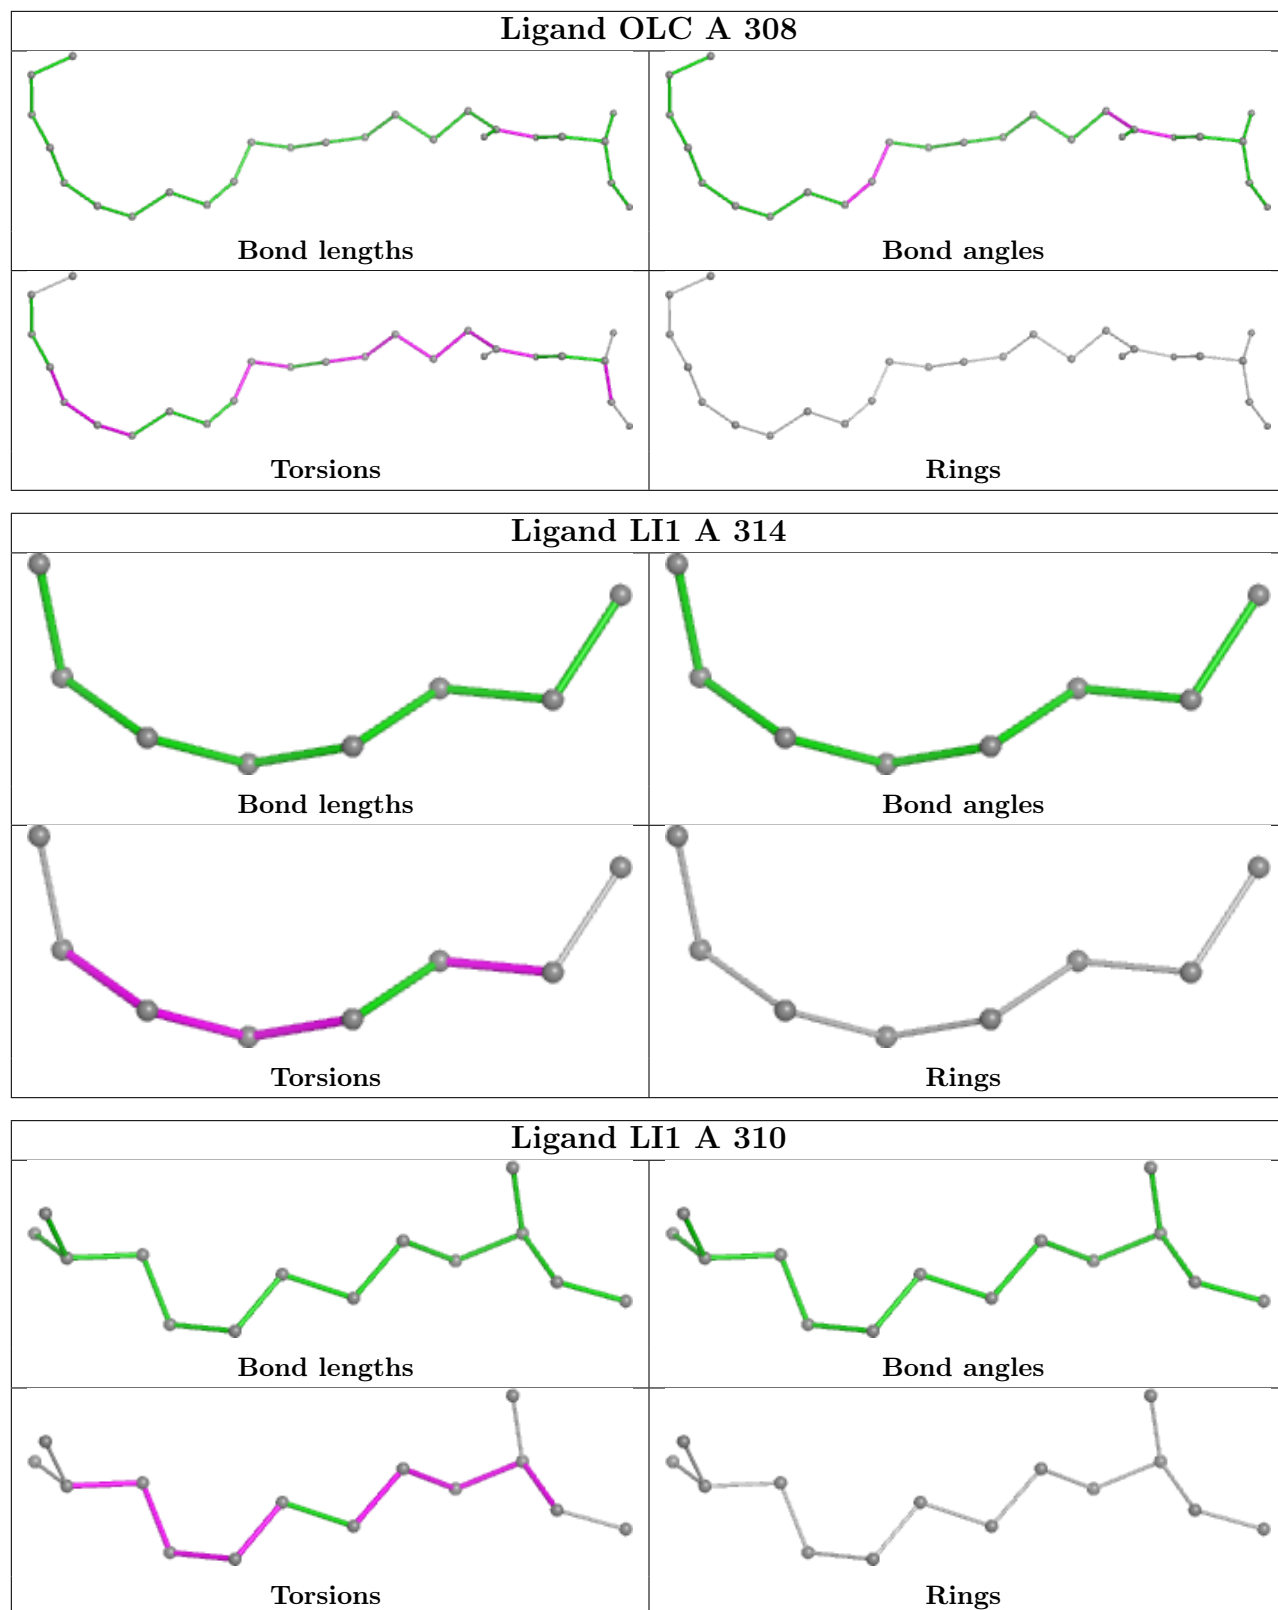 Ligand OLC A 308
Bond lengths
Bond angles
Torsions
Rings
Ligand LI1 A 314
Bond lengths
Bond angles
Torsions
Rings
Ligand LI1 A 310
Bond lengths
Bond angles
Torsions
Rings